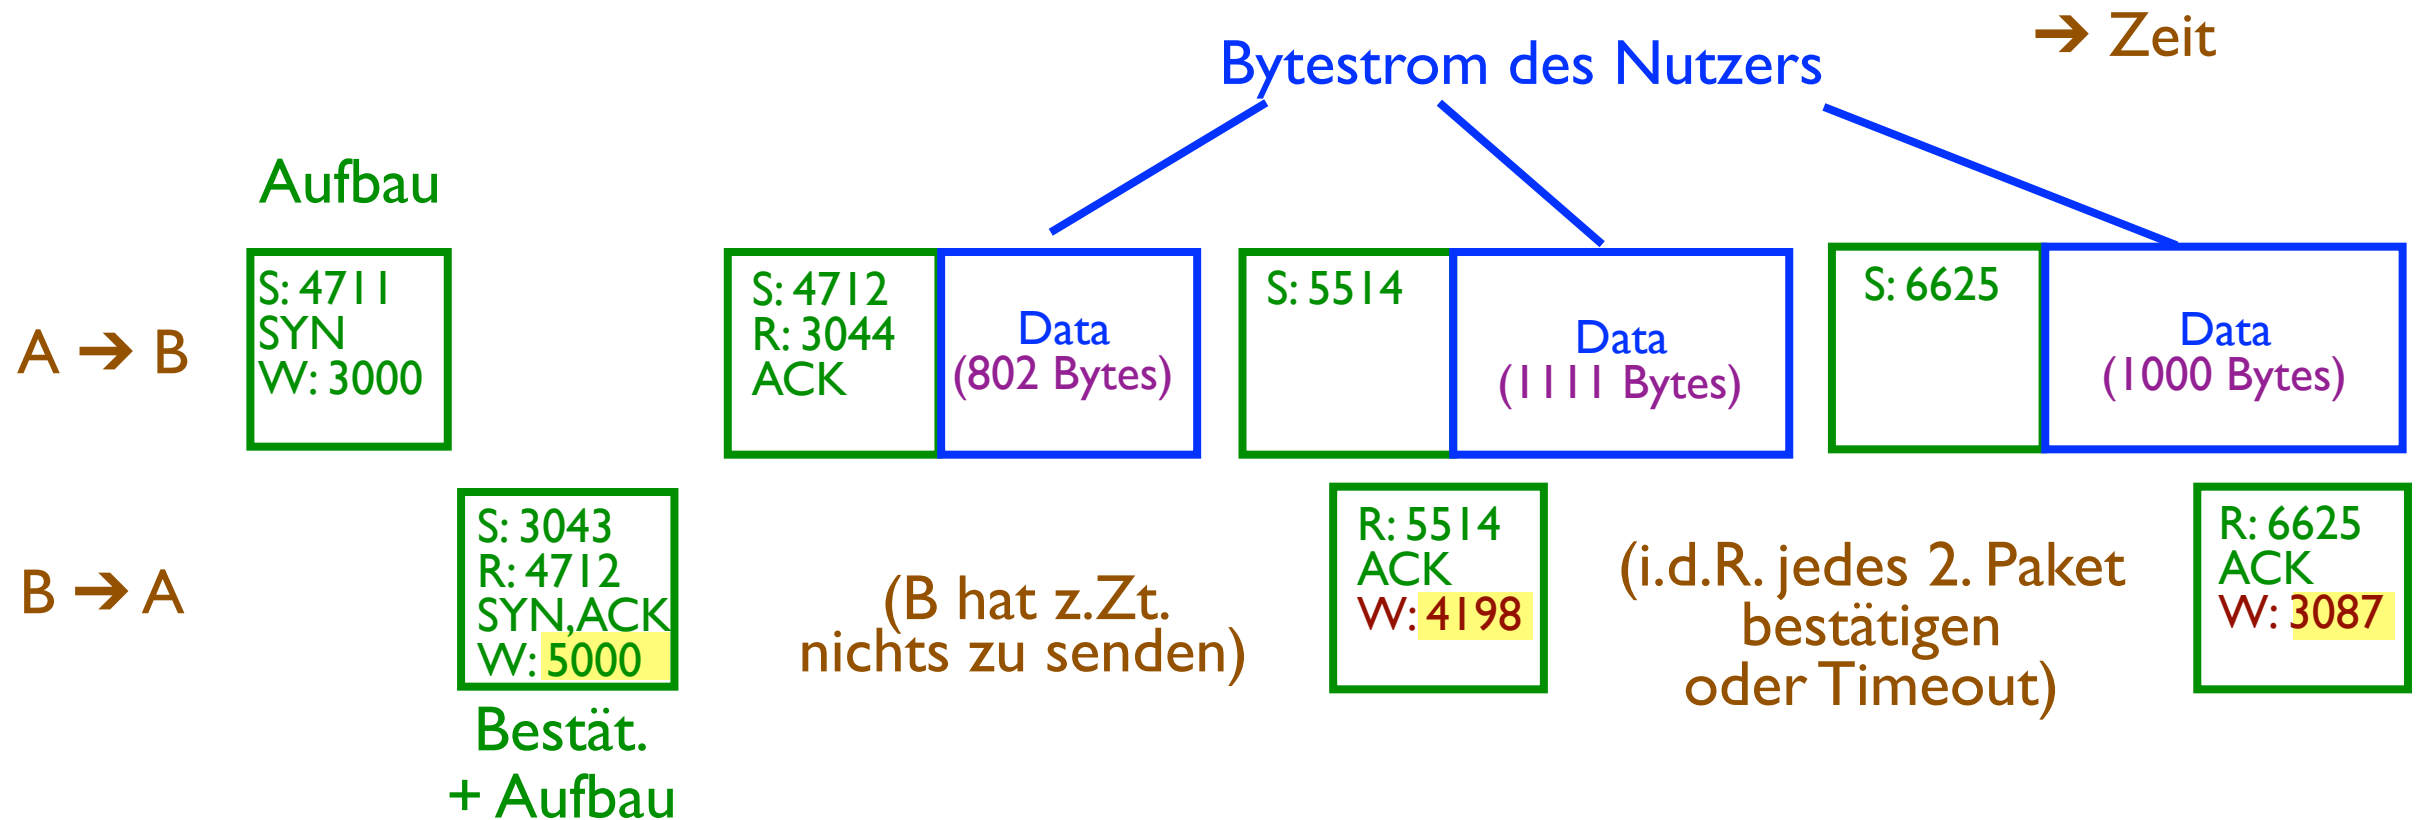 ➔ Zeit
Bytestrom des Nutzers
Aufbau
A ➔ B
S: 4711
SYN
W: 3000
S: 4712
R: 3044
ACK
Data
(802 Bytes)
S: 5514
Data
(1111 Bytes)
S: 6625
Data
(1000 Bytes)
B ➔ A
S: 3043
R: 4712
SYN,ACK
W: 5000
Bestät.
+ Aufbau
(B hat z.Zt.
nichts zu senden)
R: 5514
ACK
W: 4198
(i.d.R. jedes 2. Paket
bestätigen
oder Timeout)
R: 6625
ACK
W: 3087